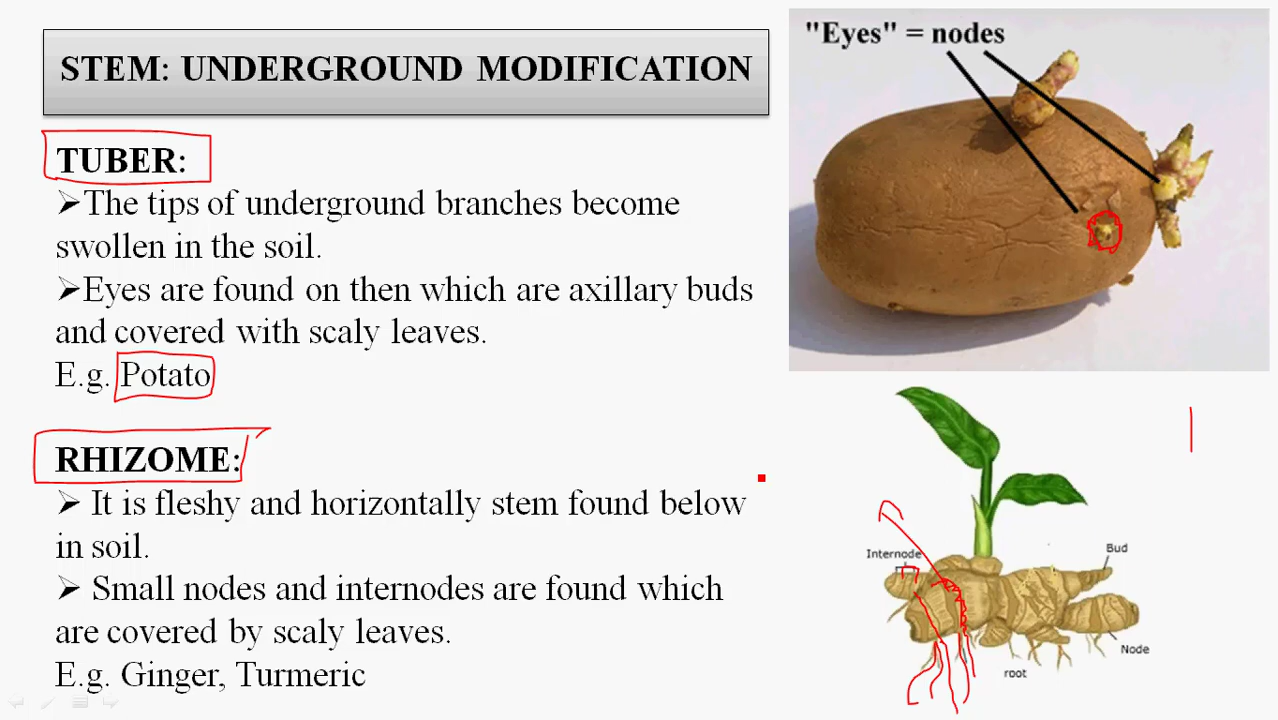 STEM: UNDERGROUND MODIFICATION
TUBER:
➢The tips of underground branches become
swollen in the soil.
➢Eyes are found on then which are axillary buds
and covered with scaly leaves.
E.g. Potato
RHIZOME:
➢ It is fleshy and horizontally stem found below
in soil.
➢ Small nodes and internodes are found which
are covered by scaly leaves.
E.g. Ginger, Turmeric
"Eyes" = nodes
Internode
Bud
Node
root